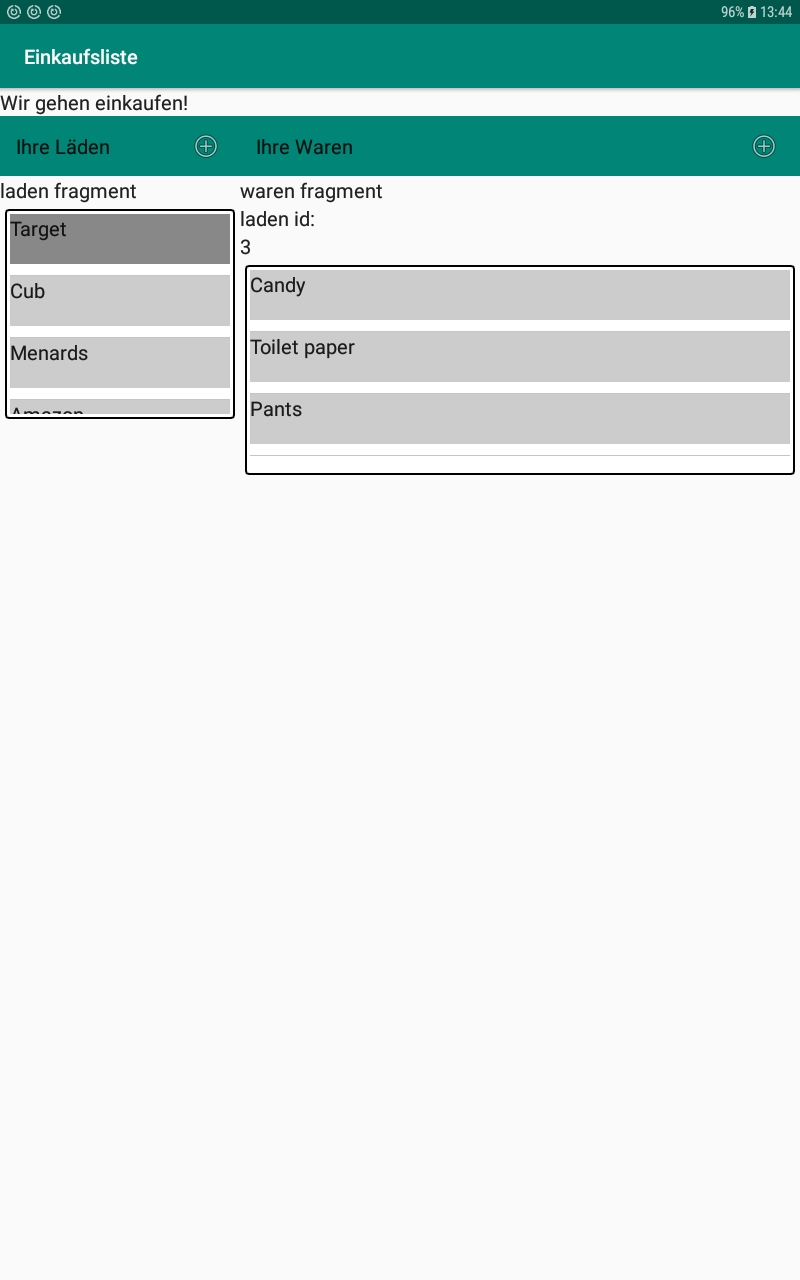 96% 13:44
Einkaufsliste
Wir gehen einkaufen!
Ihre Läden
Ihre Waren
laden fragment
Target
Cub
Menards
Amazon
waren fragment
laden id:
3
Candy
Toilet paper
Pants